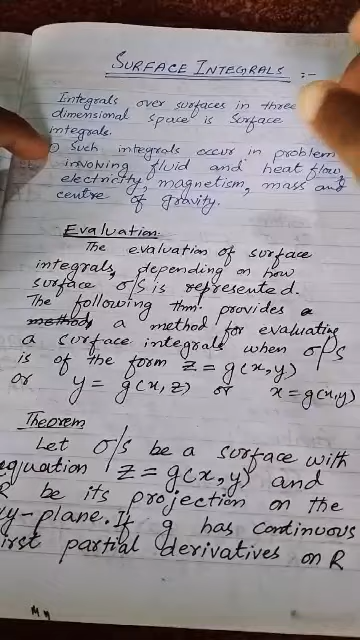 SURFACE INTEGRALS :-
Integrals over surfaces in three
dimensional space is Surface
integrals.
Such integrals occur in problem
involving fluid and heat flow,
electricity, magnetism, mass and
centre of gravity.
Evaluation.
The evaluation of surface
integrals, depending on how
surface σ/s is represented.
The following thm. provides a
method, a method for evaluating
a surface integrals when σ/s
is of the form z = g(x,y)
or y = g(x,z) or x = g(x,y)
Theorem
Let σ/s be a surface with
equation z = g(x,y) and
R be its projection on the
xy-plane. If g has continuous
first partial derivatives on R